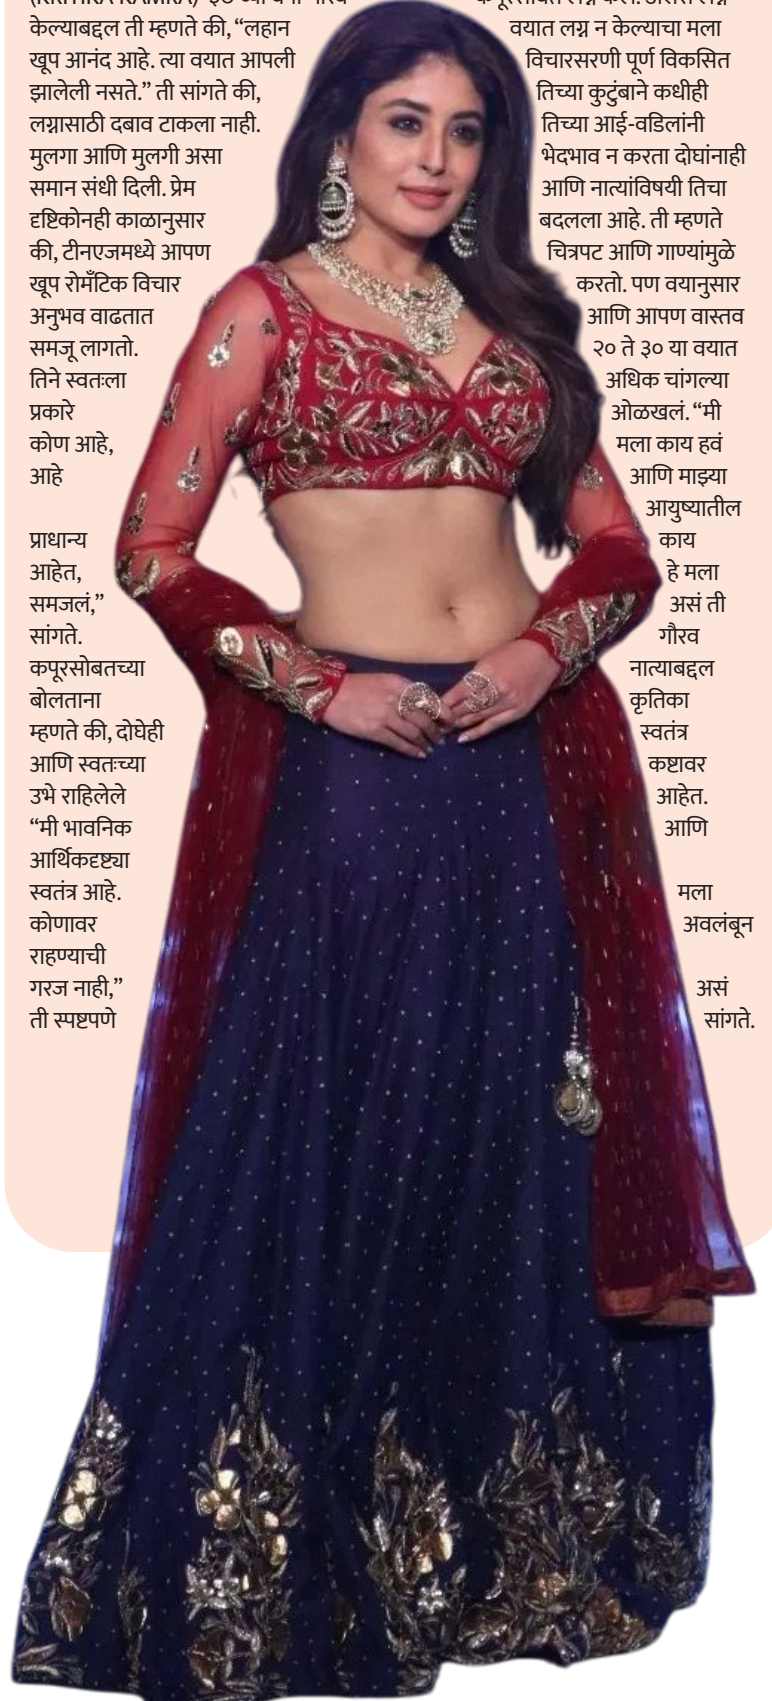 केल्याबद्दल ती म्हणते की, “लहान वयात लग्न न केल्याचा मला
खूप आनंद आहे. त्या वयात आपली विचारसरणी पूर्ण विकसित
झालेली नसते.” ती सांगते की, तिच्या कुटुंबाने कधीही
लग्नासाठी दबाव टाकला नाही. तिच्या आई-वडिलांनी
मुलगा आणि मुलगी असा भेदभाव न करता दोघांनाही
समान संधी दिली. प्रेम आणि नात्यांविषयी तिचा
दृष्टिकोनही काळानुसार बदलला आहे. ती म्हणते
की, टीनएजमध्ये आपण चित्रपट आणि गाण्यांमुळे
खूप रोमँटिक विचार करतो. पण वयानुसार
अनुभव वाढतात आणि आपण वास्तव
समजू लागतो. २० ते ३० या वयात
तिने स्वतःला अधिक चांगल्या
प्रकारे ओळखलं. “मी
कोण आहे, मला काय हवं
आहे आणि माझ्या
आयुष्यातील
प्राधान्य काय
आहेत, हे मला
समजलं,” असं ती
सांगते. गौरव
कपूरसोबतच्या नात्याबद्दल
बोलताना कृतिका
म्हणते की, दोघेही स्वतंत्र
आणि स्वतःच्या कष्टावर
उभे राहिलेले आहेत.
“मी भावनिक आणि
आर्थिकदृष्ट्या
स्वतंत्र आहे. मला
कोणावर अवलंबून
राहण्याची
गरज नाही,” असं
ती स्पष्टपणे सांगते.